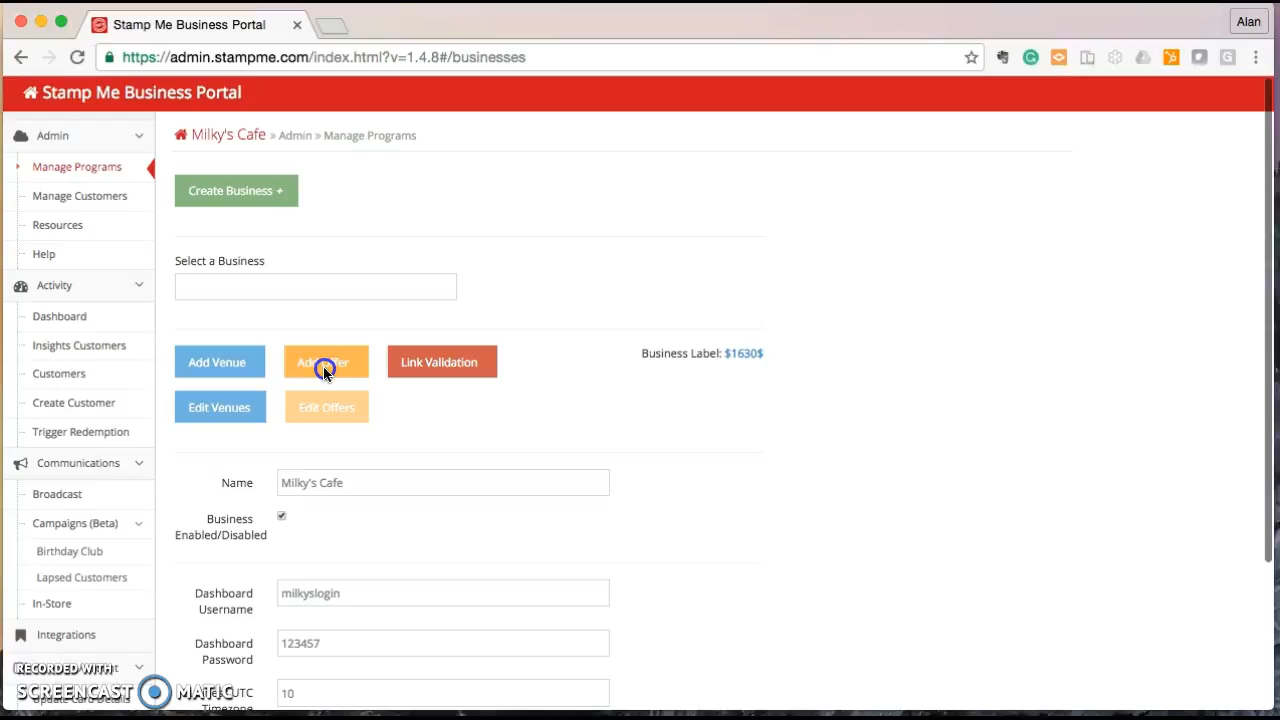 Stamp Me Business Portal
Alan
https://admin.stampme.com/index.html?v=1.4.8#/businesses
Stamp Me Business Portal
Admin
Manage Programs
Manage Customers
Resources
Help
Activity
Dashboard
Insights Customers
Customers
Create Customer
Trigger Redemption
Communications
Broadcast
Campaigns (Beta)
Birthday Club
Lapsed Customers
In-Store
Integrations
Update Card Details
RECORDED WITH
SCREENCAST MATIC
Milky's Cafe » Admin » Manage Programs
Create Business +
Select a Business
Add Venue
Add Offer
Link Validation
Business Label: $1630$
Edit Venues
Edit Offers
Name
Milky's Cafe
Business
Enabled/Disabled
Dashboard
Username
milkyslogin
Dashboard
Password
123457
UTC
Timezone
10